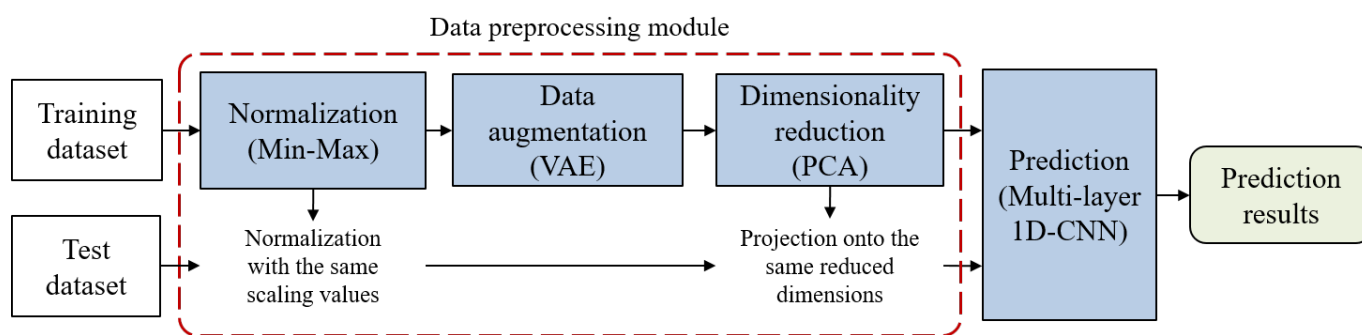 Data preprocessing module
Training
dataset
Normalization
(Min-Max)
Data
augmentation
(VAE)
Dimensionality
reduction
(PCA)
Prediction
(Multi-layer
1D-CNN)
Prediction
results
Test
dataset
Normalization
with the same
scaling values
Projection onto the
same reduced
dimensions